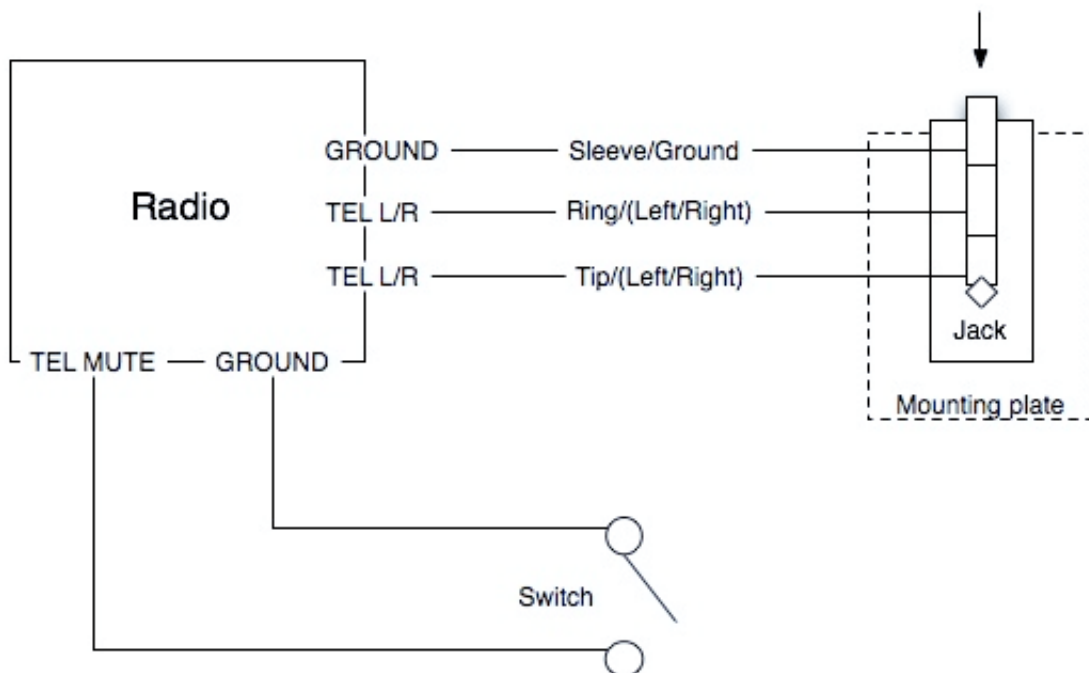 GROUND
Sleeve/Ground
Radio
TEL L/R
Ring/(Left/Right)
TEL L/R
Tip/(Left/Right)
Jack
TEL MUTE
GROUND
Mounting plate
Switch